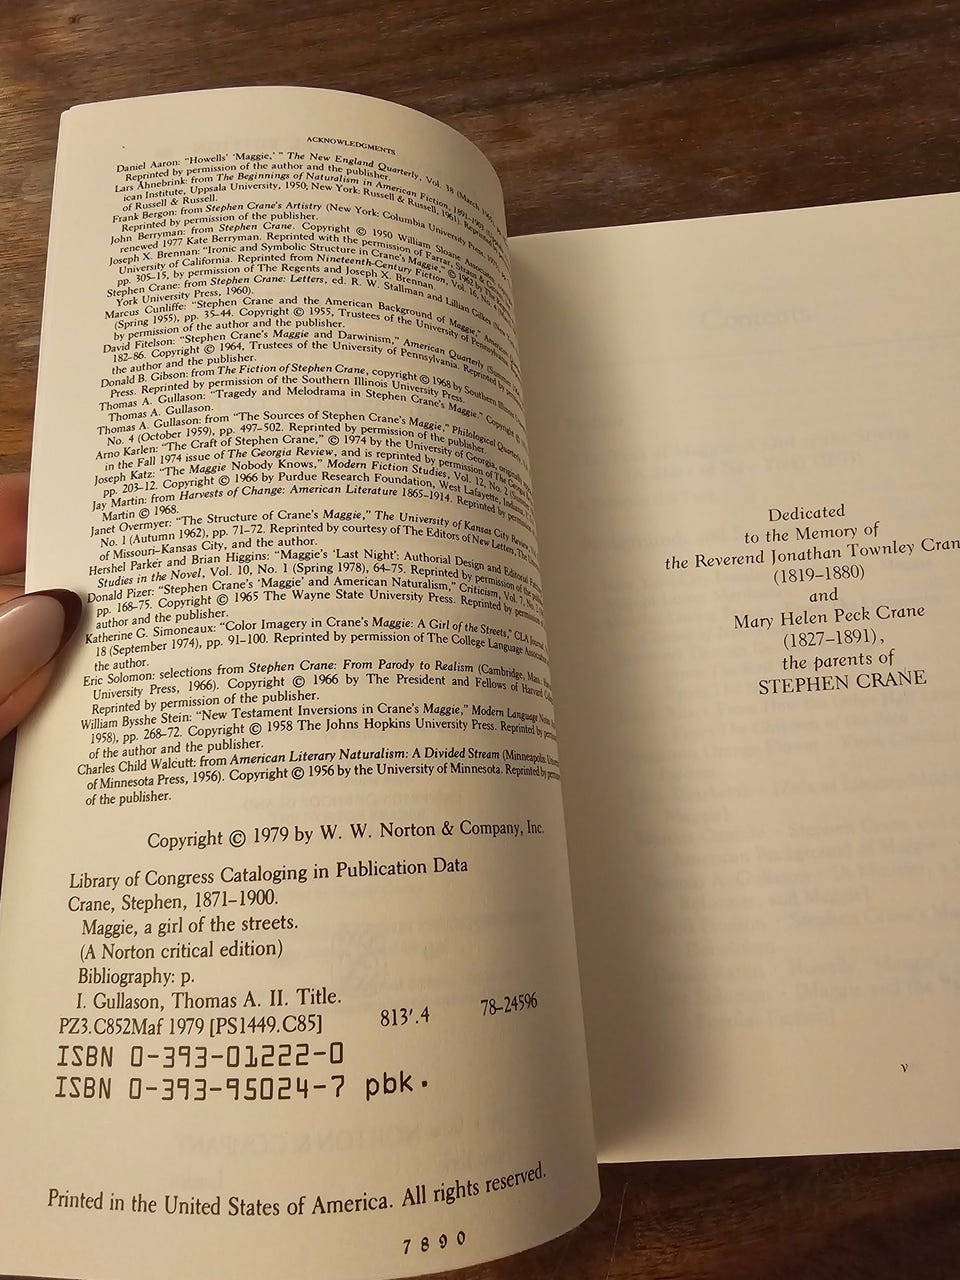 ACKNOWLEDGMENTS
Daniel Aaron: "Howells' 'Maggie,' " The New England Quarterly, Vol. 38 (March 1965),
Reprinted by permission of the author and the publisher.
Lars Åhnebrink: from The Beginnings of Naturalism in American Fiction, 1891–1903
ican Institute, Uppsala University, 1950; New York: Russell & Russell, 1961). Reprinted
of Russell & Russell.
Frank Bergon: from Stephen Crane's Artistry (New York: Columbia University Press, 1975),
Reprinted by permission of the publisher.
John Berryman: from Stephen Crane. Copyright © 1950 William Sloane Associates,
renewed 1977 Kate Berryman. Reprinted with the permission of Farrar, Straus &
Joseph X. Brennan: "Ironic and Symbolic Structure in Crane's Maggie," © 1962 by The
University of California. Reprinted from Nineteenth-Century Fiction, Vol. 16, No. 4
pp. 305–15, by permission of The Regents and Joseph X. Brennan.
Stephen Crane: from Stephen Crane: Letters, ed. R. W. Stallman and Lillian Gilkes (New
York University Press, 1960).
Marcus Cunliffe: "Stephen Crane and the American Background of Maggie," American
(Spring 1955), pp. 35–44. Copyright © 1955, Trustees of the University of Pennsylvania.
by permission of the author and the publisher.
David Fitelson: "Stephen Crane's Maggie and Darwinism," American Quarterly (Summer
182–86. Copyright © 1964, Trustees of the University of Pennsylvania. Reprinted by
the author and the publisher.
Donald B. Gibson: from The Fiction of Stephen Crane, copyright © 1968 by Southern Illinois
Press. Reprinted by permission of the Southern Illinois University Press.
Thomas A. Gullason: "Tragedy and Melodrama in Stephen Crane's Maggie." Copyright ©
Thomas A. Gullason.
Thomas A. Gullason: from "The Sources of Stephen Crane's Maggie," Philological Quarterly,
No. 4 (October 1959), pp. 497–502. Reprinted by permission of the publisher.
Arno Karlen: "The Craft of Stephen Crane," © 1974 by the University of Georgia, originally
in the Fall 1974 issue of The Georgia Review, and is reprinted by permission of The Georgia
Joseph Katz: "The Maggie Nobody Knows," Modern Fiction Studies, Vol. 12, No. 2 (Summer
pp. 203–12. Copyright © 1966 by Purdue Research Foundation, West Lafayette, Indiana,
Jay Martin: from Harvests of Change: American Literature 1865–1914. Reprinted by
Martin © 1968.
Janet Overmyer: "The Structure of Crane's Maggie," The University of Kansas City Review,
No. 1 (Autumn 1962), pp. 71–72. Reprinted by courtesy of The Editors of New Letters, The
of Missouri–Kansas City, and the author.
Hershel Parker and Brian Higgins: "Maggie's 'Last Night': Authorial Design and Editorial
Studies in the Novel, Vol. 10, No. 1 (Spring 1978), 64–75. Reprinted by permission of the
Donald Pizer: "Stephen Crane's 'Maggie' and American Naturalism," Criticism, Vol. 7, No.
pp. 168–75. Copyright © 1965 The Wayne State University Press. Reprinted by permission
author and the publisher.
Katherine G. Simoneaux: "Color Imagery in Crane's Maggie: A Girl of the Streets," CLA Journal,
18 (September 1974), pp. 91–100. Reprinted by permission of The College Language Association
the author.
Eric Solomon: selections from Stephen Crane: From Parody to Realism (Cambridge, Mass.
University Press, 1966). Copyright © 1966 by The President and Fellows of Harvard
Reprinted by permission of the publisher.
William Bysshe Stein: "New Testament Inversions in Crane's Maggie," Modern Language
1958), pp. 268–72. Copyright © 1958 The Johns Hopkins University Press. Reprinted by
of the author and the publisher.
Charles Child Walcutt: from American Literary Naturalism: A Divided Stream (Minneapolis,
of Minnesota Press, 1956). Copyright © 1956 by the University of Minnesota. Reprinted by
of the publisher.
Copyright © 1979 by W. W. Norton & Company, Inc.
Library of Congress Cataloging in Publication Data
Crane, Stephen, 1871–1900.
Maggie, a girl of the streets.
(A Norton critical edition)
Bibliography: p.
I. Gullason, Thomas A. II. Title.
PZ3.C852Maf 1979 [PS1449.C85] 813'.4 78-24596
ISBN 0-393-01222-0
ISBN 0-393-95024-7 pbk.
Printed in the United States of America. All rights reserved.
7 8 9 0
Contents
Dedicated
to the Memory of
the Reverend Jonathan Townley Cran
(1819–1880)
and
Mary Helen Peck Crane
(1827–1891),
the parents of
STEPHEN CRANE
v